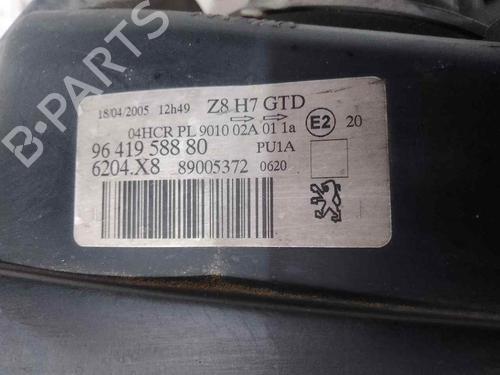 B-PARTS
18/04/2005 12h49 Z8 H7 GTD
04HCR PL 9010 02A 01 1a E2 20
96 419 588 80 PU1A
6204.X8 89005372 0620